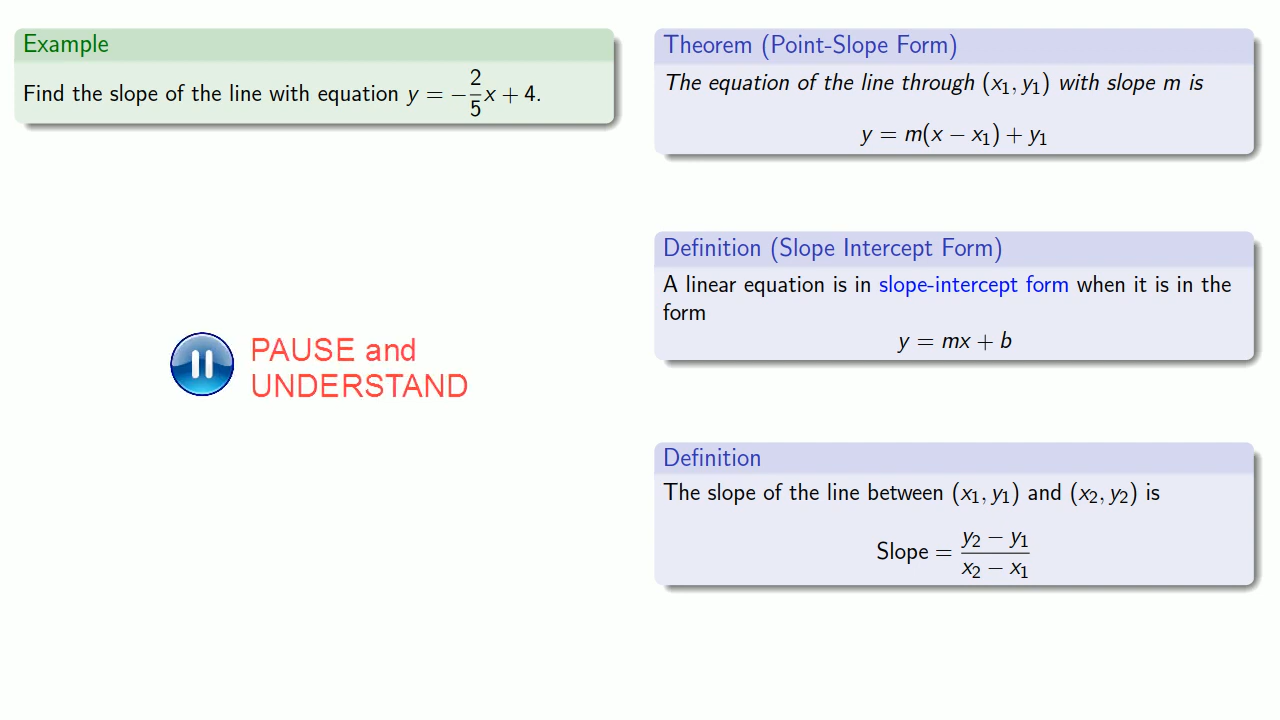 Example
Find the slope of the line with equation y = −2/5 x + 4.
PAUSE and
UNDERSTAND
Theorem (Point-Slope Form)
The equation of the line through (x₁, y₁) with slope m is
y = m(x − x₁) + y₁
Definition (Slope Intercept Form)
A linear equation is in slope-intercept form when it is in the
form
y = mx + b
Definition
The slope of the line between (x₁, y₁) and (x₂, y₂) is
Slope = (y₂ − y₁)/(x₂ − x₁)